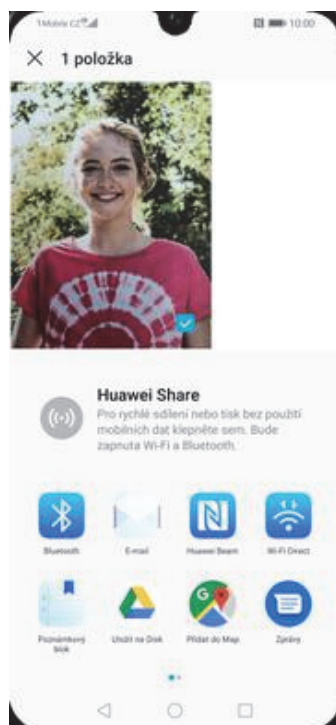 1Mobile CZ
10:00
1 položka
Huawei Share
Pro rychlé sdílení nebo tisk bez použití
mobilních dat klepněte sem. Bude
zapnuta Wi-Fi a Bluetooth.
Bluetooth
E-mail
Huawei Beam
Wi-Fi Direct
Poznámkový
blok
Uložit na Disk
Přidat do Map
Zprávy